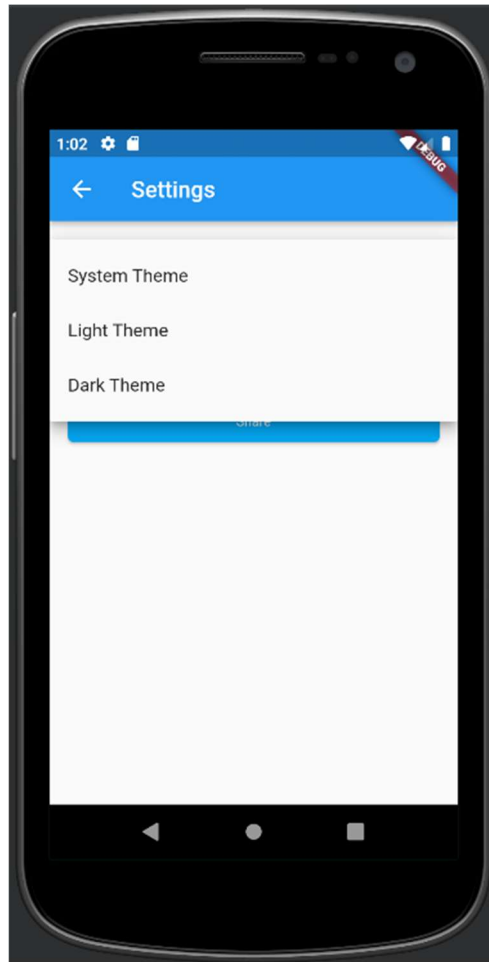 1:02
DEBUG
Settings
System Theme
Light Theme
Dark Theme
Share